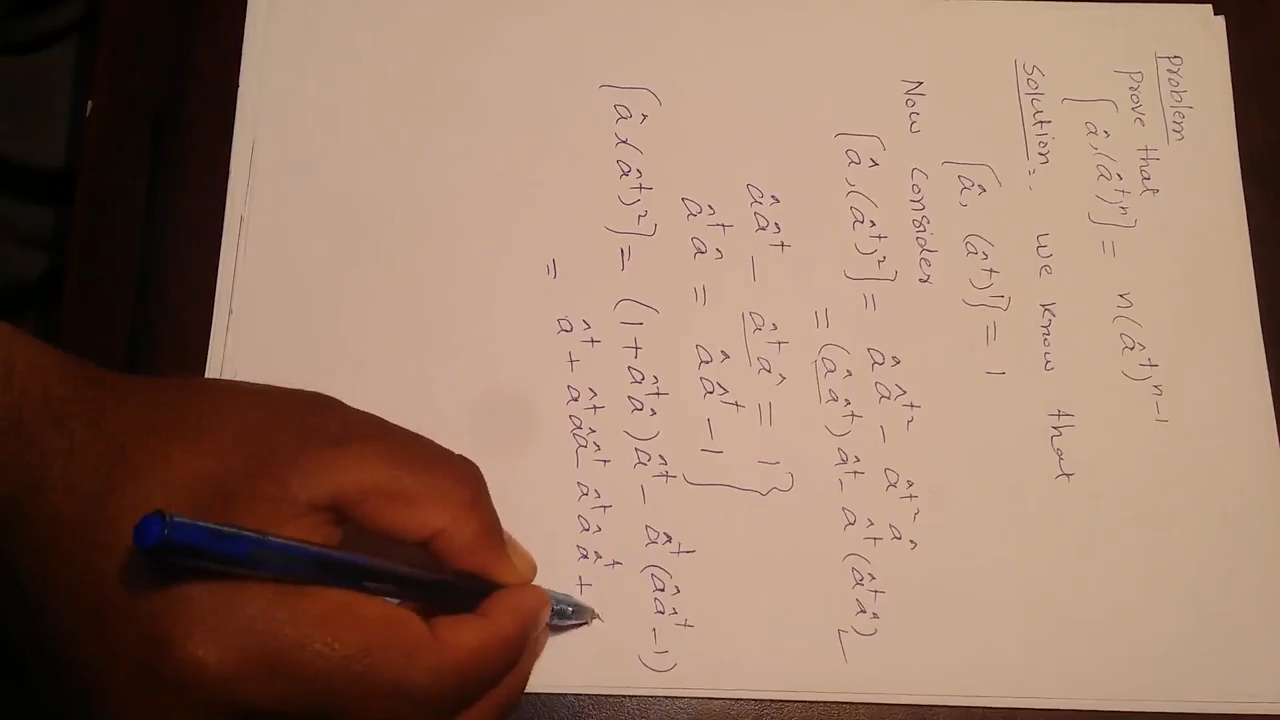 Problem
Prove that
[â, (â†)ⁿ] = n(â†)ⁿ⁻¹
Solution:- We know that
[â, (â†)¹] = 1
Now consider
[â, (â†)²] = ââ†² - â†²â
= (ââ†)â† - â†(â†â)
ââ† - â†â = 1
â†â = ââ† - 1 }
[â, (â†)²] = (1 + â†â)â† - â†(ââ† - 1)
= â† + â†ââ† - â†ââ† +